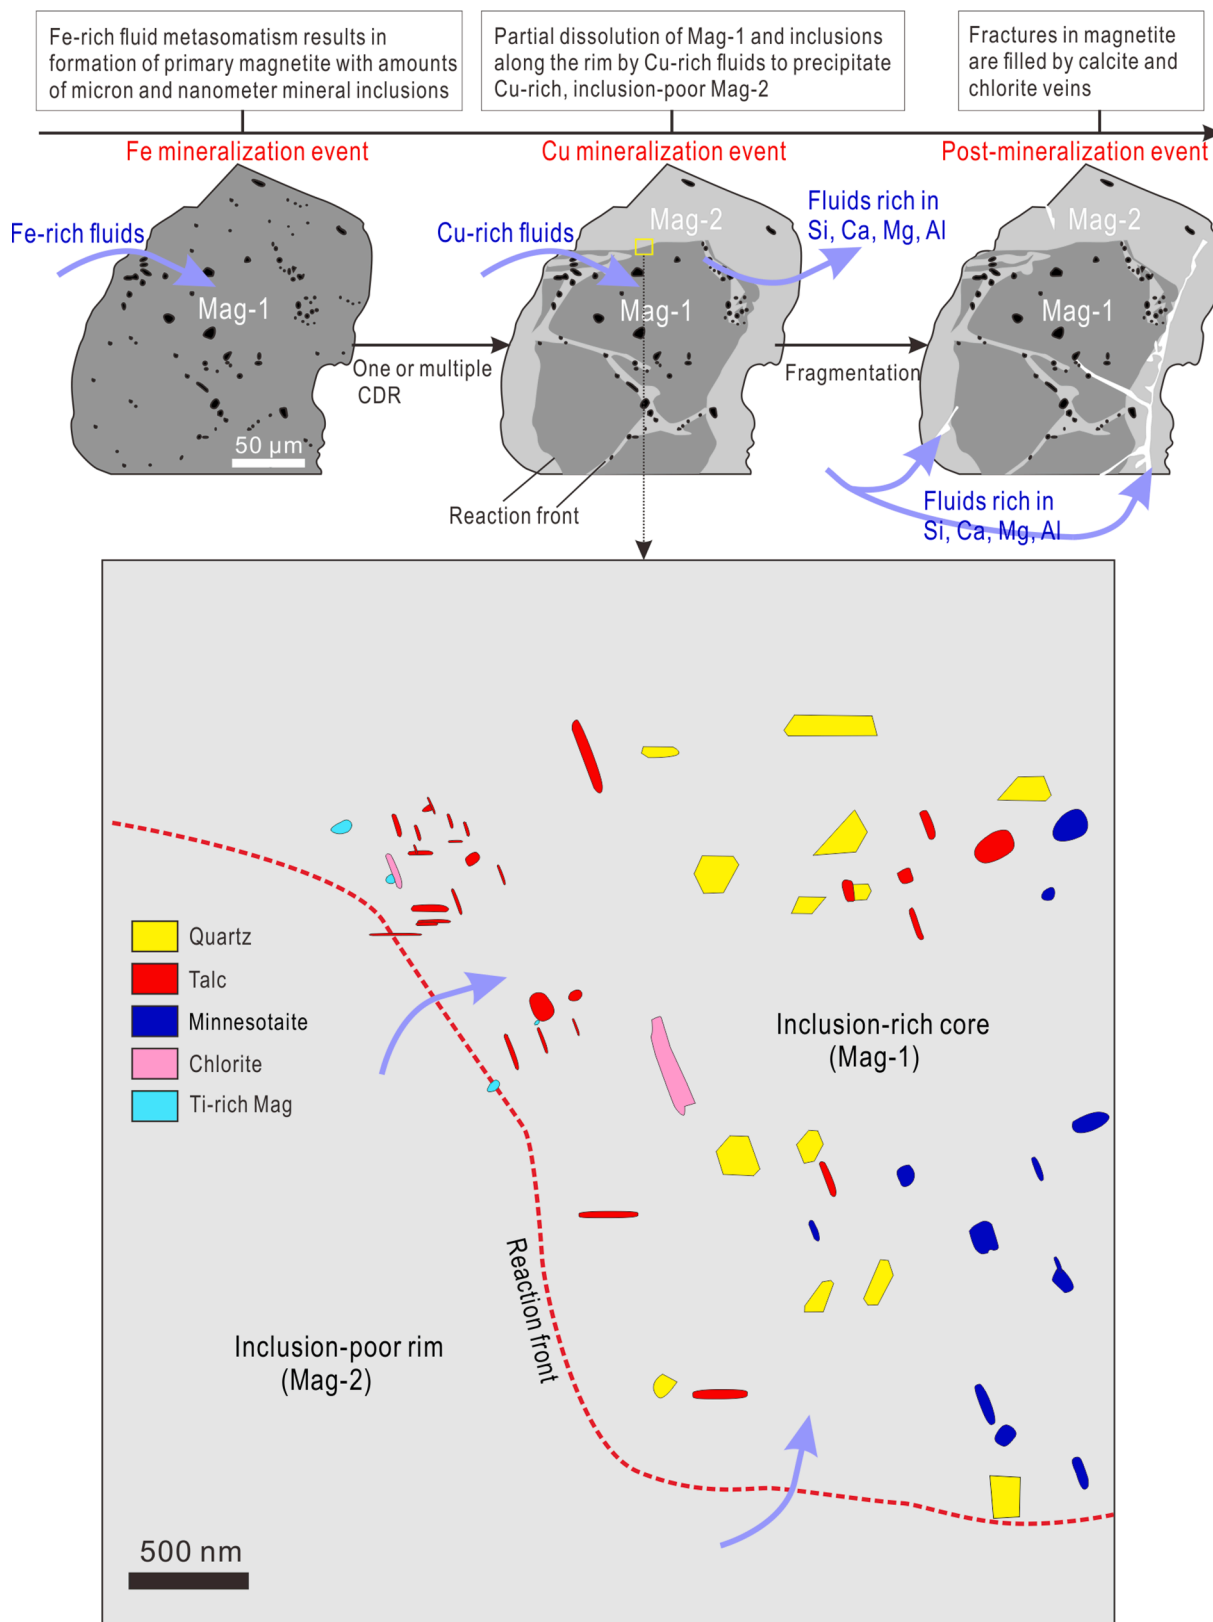 Fe-rich fluid metasomatism results in
formation of primary magnetite with amounts
of micron and nanometer mineral inclusions
Partial dissolution of Mag-1 and inclusions
along the rim by Cu-rich fluids to precipitate
Cu-rich, inclusion-poor Mag-2
Fractures in magnetite
are filled by calcite and
chlorite veins
Fe mineralization event
Cu mineralization event
Post-mineralization event
Fe-rich fluids
Mag-1
50 µm
One or multiple
CDR
Cu-rich fluids
Mag-2
Mag-1
Fluids rich in
Si, Ca, Mg, Al
Reaction front
Fragmentation
Mag-2
Mag-1
Fluids rich in
Si, Ca, Mg, Al
Quartz
Talc
Minnesotaite
Chlorite
Ti-rich Mag
Inclusion-rich core
(Mag-1)
Reaction front
Inclusion-poor rim
(Mag-2)
500 nm